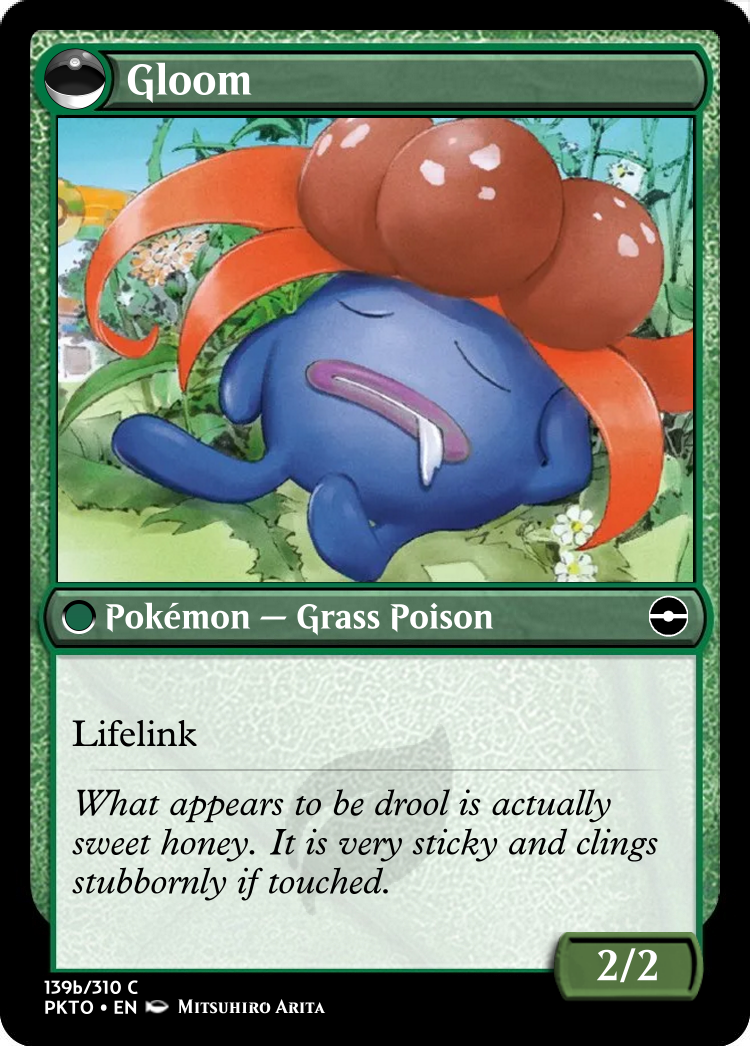 Gloom
Pokémon — Grass Poison
Lifelink
What appears to be drool is actually
sweet honey. It is very sticky and clings
stubbornly if touched.
2/2
139b/310 C
PKTO • EN Mitsuhiro Arita